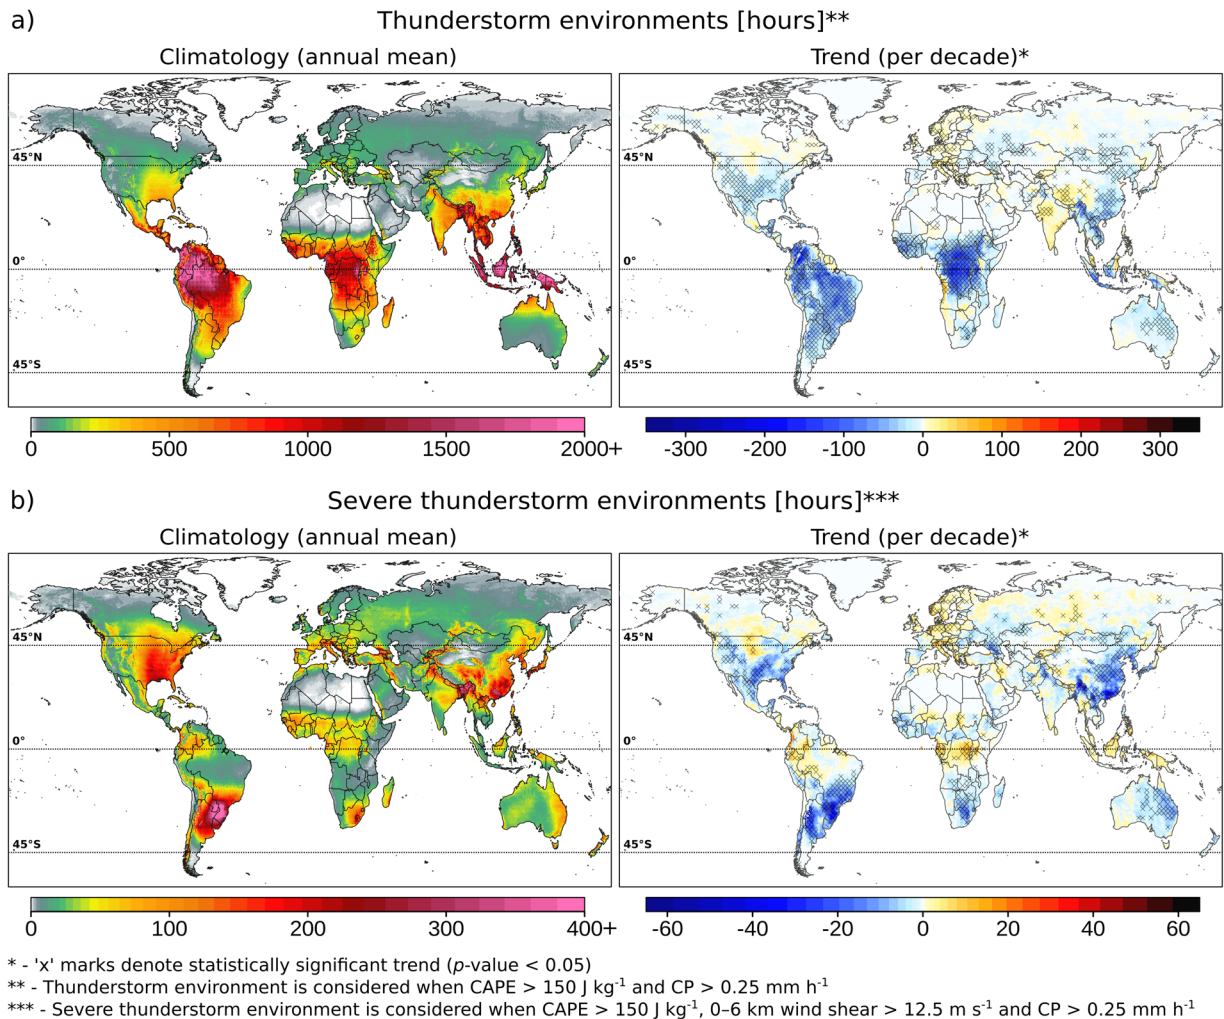 a) Thunderstorm environments [hours]**
Climatology (annual mean)
Trend (per decade)*
45°N
0°
45°S
45°N
0°
45°S
0 500 1000 1500 2000+
-300 -200 -100 0 100 200 300
b) Severe thunderstorm environments [hours]***
Climatology (annual mean)
Trend (per decade)*
45°N
0°
45°S
45°N
0°
45°S
0 100 200 300 400+
-60 -40 -20 0 20 40 60
* - 'x' marks denote statistically significant trend (p-value < 0.05)
** - Thunderstorm environment is considered when CAPE > 150 J kg⁻¹ and CP > 0.25 mm h⁻¹
*** - Severe thunderstorm environment is considered when CAPE > 150 J kg⁻¹, 0–6 km wind shear > 12.5 m s⁻¹ and CP > 0.25 mm h⁻¹